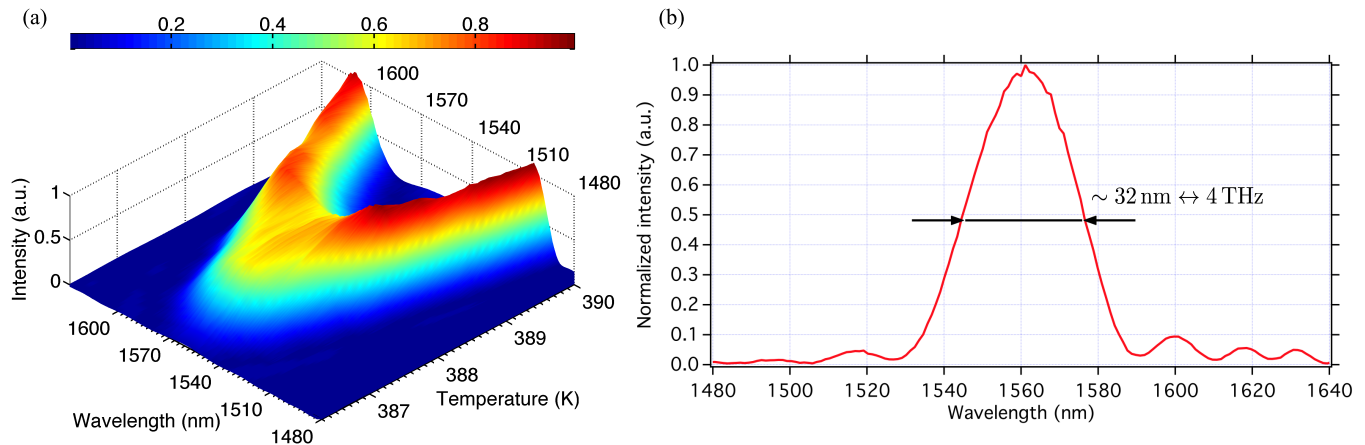 (a)
0.2 0.4 0.6 0.8
1600
1570
1540
1510
1480
1
0.5
0
Intensity (a.u.)
1600
1570
1540
1510
1480
Wavelength (nm)
390
389
388
387
Temperature (K)
(b)
1.0
0.9
0.8
0.7
0.6
0.5
0.4
0.3
0.2
0.1
0.0
Normalized intensity (a.u.)
∼ 32 nm ↔ 4 THz
1480 1500 1520 1540 1560 1580 1600 1620 1640
Wavelength (nm)